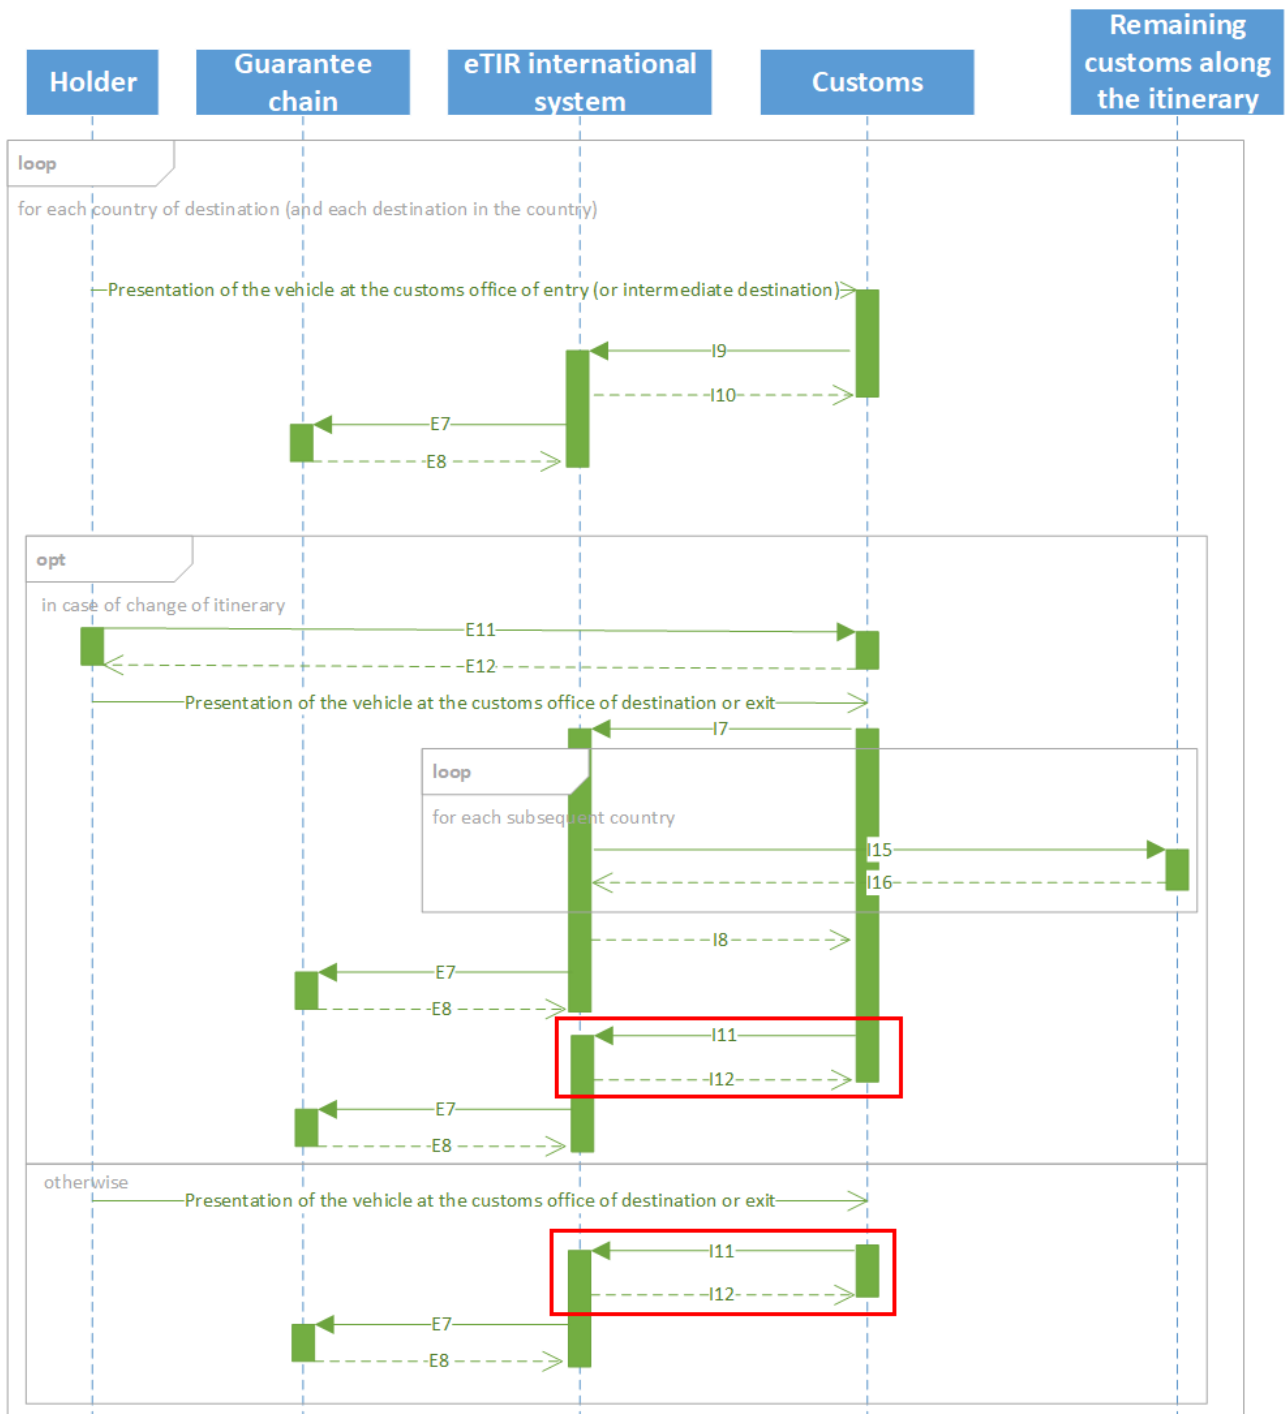 Holder
Guarantee
chain
eTIR international
system
Customs
Remaining
customs along
the itinerary
loop
for each country of destination (and each destination in the country)
Presentation of the vehicle at the customs office of entry (or intermediate destination)
I9
I10
E7
E8
opt
in case of change of itinerary
E11
E12
Presentation of the vehicle at the customs office of destination or exit
I7
loop
for each subsequent country
I15
I16
I8
E7
E8
I11
I12
E7
E8
otherwise
Presentation of the vehicle at the customs office of destination or exit
I11
I12
E7
E8